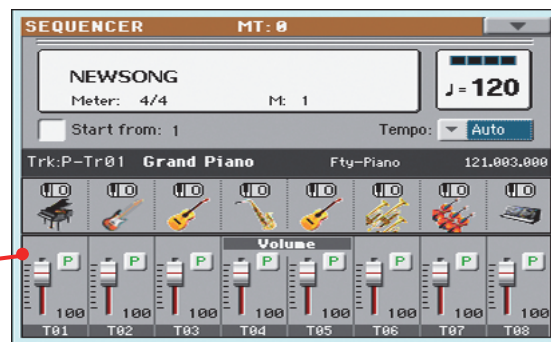 SEQUENCER MT: 0
NEWSONG
Meter: 4/4 M: 1
♩= 120
Start from: 1 Tempo: Auto
Trk:P-Tr01 Grand Piano Fty-Piano 121.003.000
Volume
P P P P P P P P
100 100 100 100 100 100 100 100
T01 T02 T03 T04 T05 T06 T07 T08